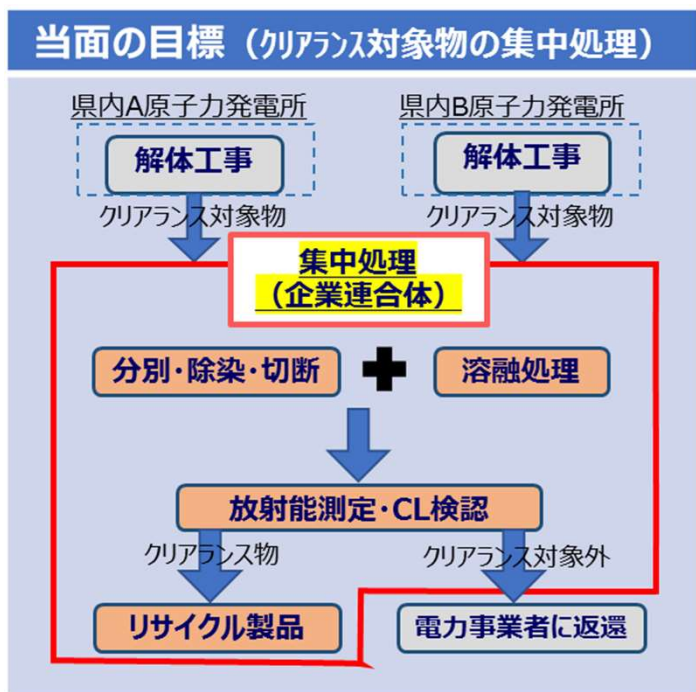 当面の目標（クリアランス対象物の集中処理）
県内A原子力発電所
県内B原子力発電所
解体工事
解体工事
クリアランス対象物
クリアランス対象物
集中処理
（企業連合体）
分別・除染・切断
溶融処理
放射能測定・CL検認
クリアランス物
クリアランス対象外
リサイクル製品
電力事業者に返還